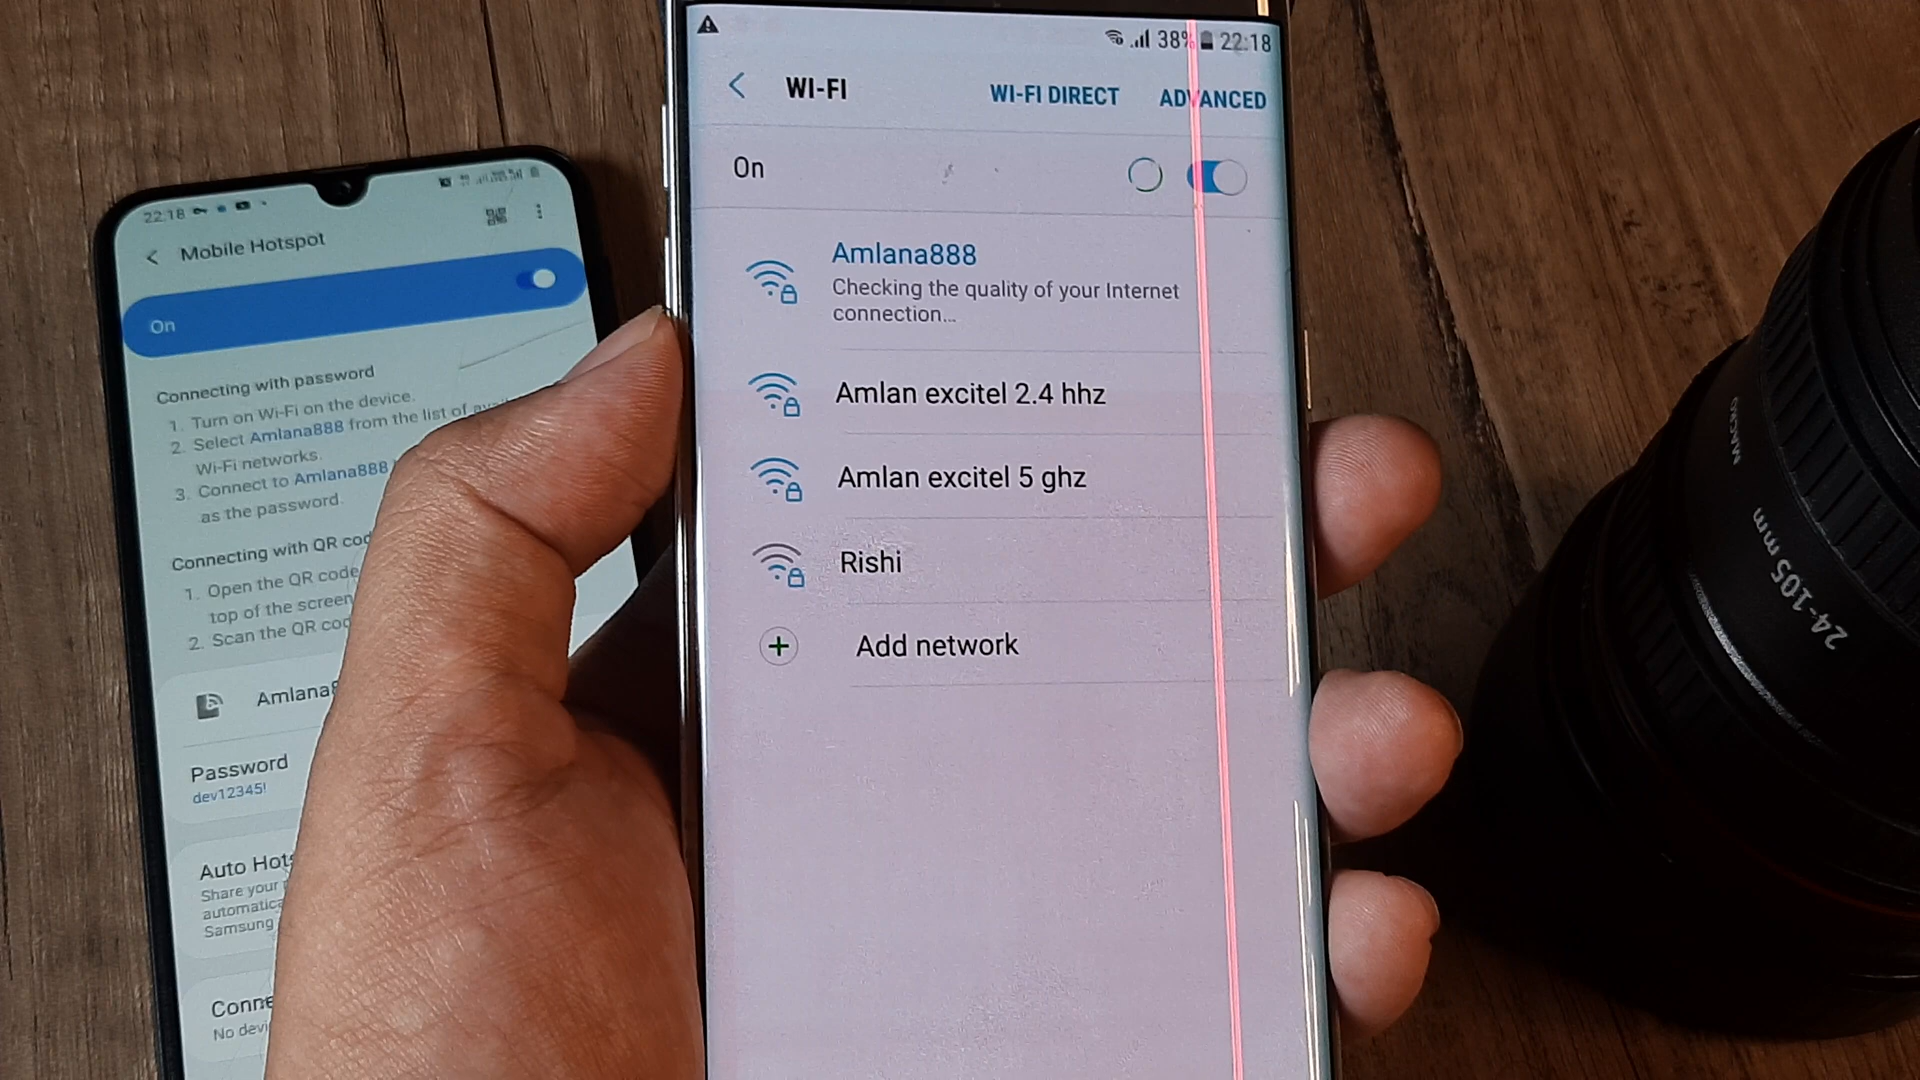 22:18
Mobile Hotspot
On
Connecting with password
1. Turn on Wi-Fi on the device.
2. Select Amlana888 from the list of
Wi-Fi networks.
3. Connect to Amlana888
as the password.
Connecting with QR
1. Open the QR code
top of the screen
2. Scan the QR
Password
dev12345!
Auto
Share your
Samsung
38% 22:18
WI-FI
WI-FI DIRECT
ADVANCED
On
Amlana888
Checking the quality of your Internet
connection...
Amlan excitel 2.4 hhz
Amlan excitel 5 ghz
Rishi
+ Add network
MACRO
24-105 mm